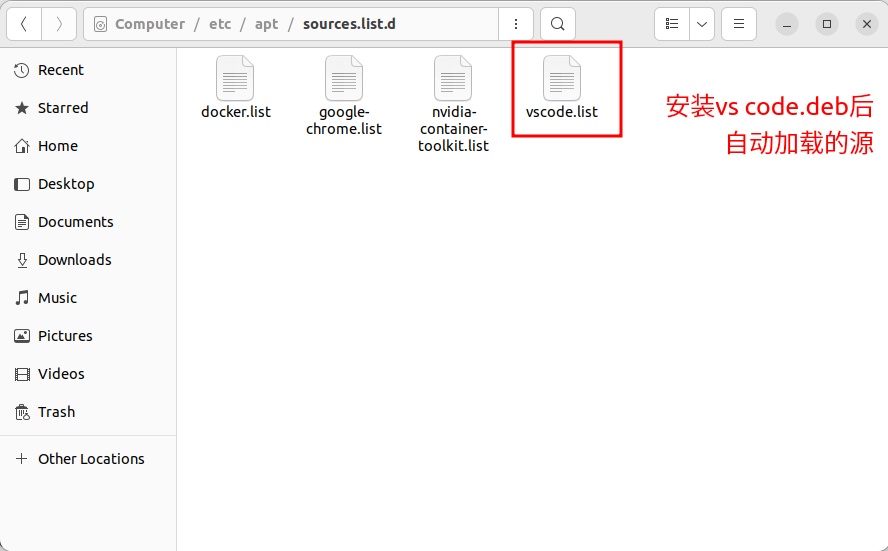 Computer / etc / apt / sources.list.d
Recent
Starred
Home
Desktop
Documents
Downloads
Music
Pictures
Videos
Trash
Other Locations
docker.list
google-
chrome.list
nvidia-
container-
toolkit.list
vscode.list
安装vs code.deb后
自动加载的源